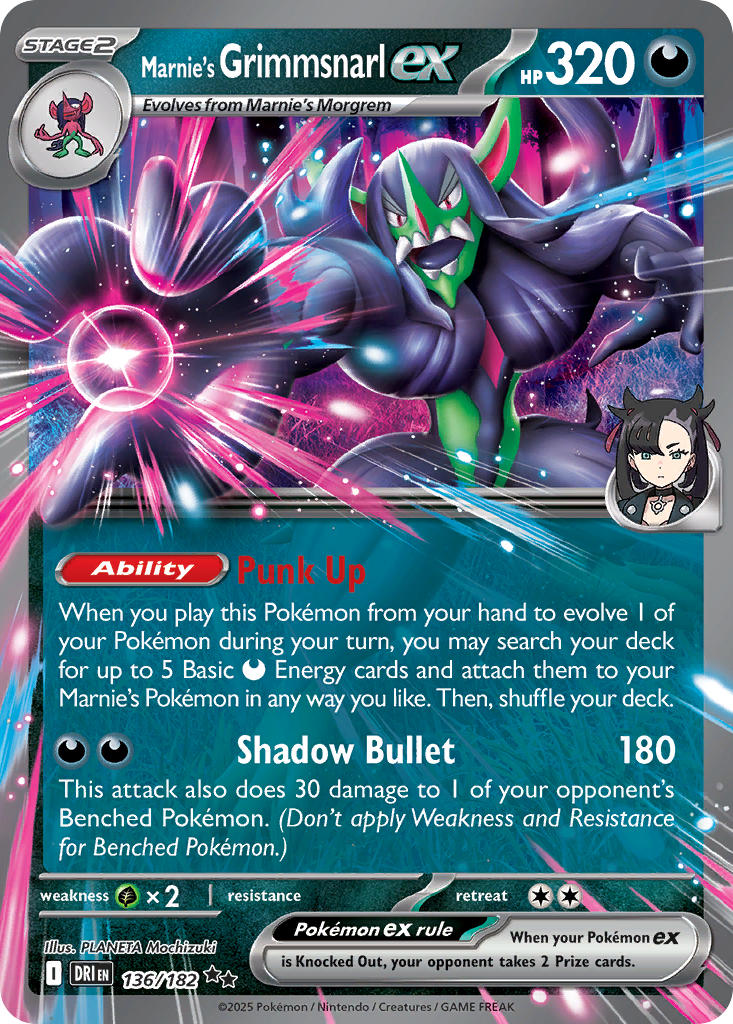 STAGE2
Marnie's Grimmsnarl ex HP 320
Evolves from Marnie's Morgrem
Ability Punk Up
When you play this Pokémon from your hand to evolve 1 of
your Pokémon during your turn, you may search your deck
for up to 5 Basic Energy cards and attach them to your
Marnie's Pokémon in any way you like. Then, shuffle your deck.
Shadow Bullet 180
This attack also does 30 damage to 1 of your opponent's
Benched Pokémon. (Don't apply Weakness and Resistance
for Benched Pokémon.)
weakness ×2 resistance retreat
Pokémon ex rule When your Pokémon ex
is Knocked Out, your opponent takes 2 Prize cards.
Illus. PLANETA Mochizuki
I DRI EN 136/182
©2025 Pokémon / Nintendo / Creatures / GAME FREAK